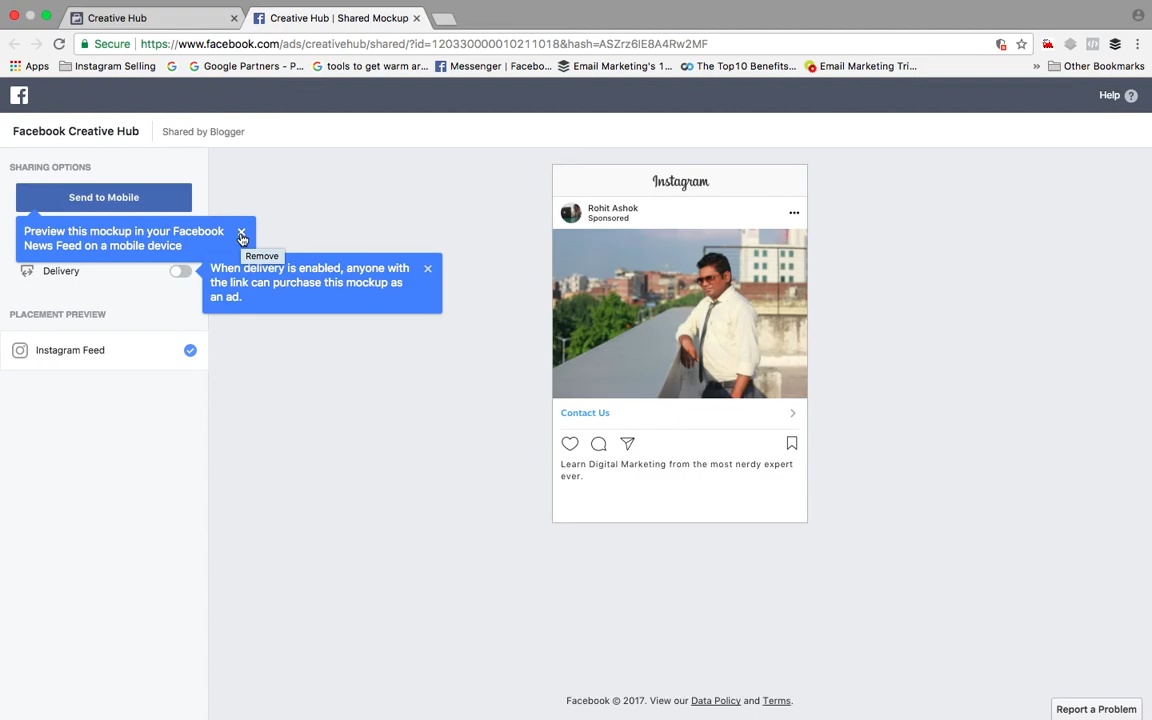 Creative Hub
Creative Hub | Shared Mockup
Secure https://www.facebook.com/ads/creativehub/shared/?id=120330000010211018&hash=ASZrz6IE8A4Rw2MF
Apps Instagram Selling Google Partners - P... tools to get warm ar... Messenger | Facebo... Email Marketing's 1... The Top10 Benefits... Email Marketing Tri... » Other Bookmarks
Help ?
Facebook Creative Hub Shared by Blogger
SHARING OPTIONS
Send to Mobile
Preview this mockup in your Facebook
News Feed on a mobile device
Remove
Delivery
When delivery is enabled, anyone with
the link can purchase this mockup as
an ad.
PLACEMENT PREVIEW
Instagram Feed
Instagram
Rohit Ashok
Sponsored
Contact Us
Learn Digital Marketing from the most nerdy expert
ever.
Facebook © 2017. View our Data Policy and Terms.
Report a Problem